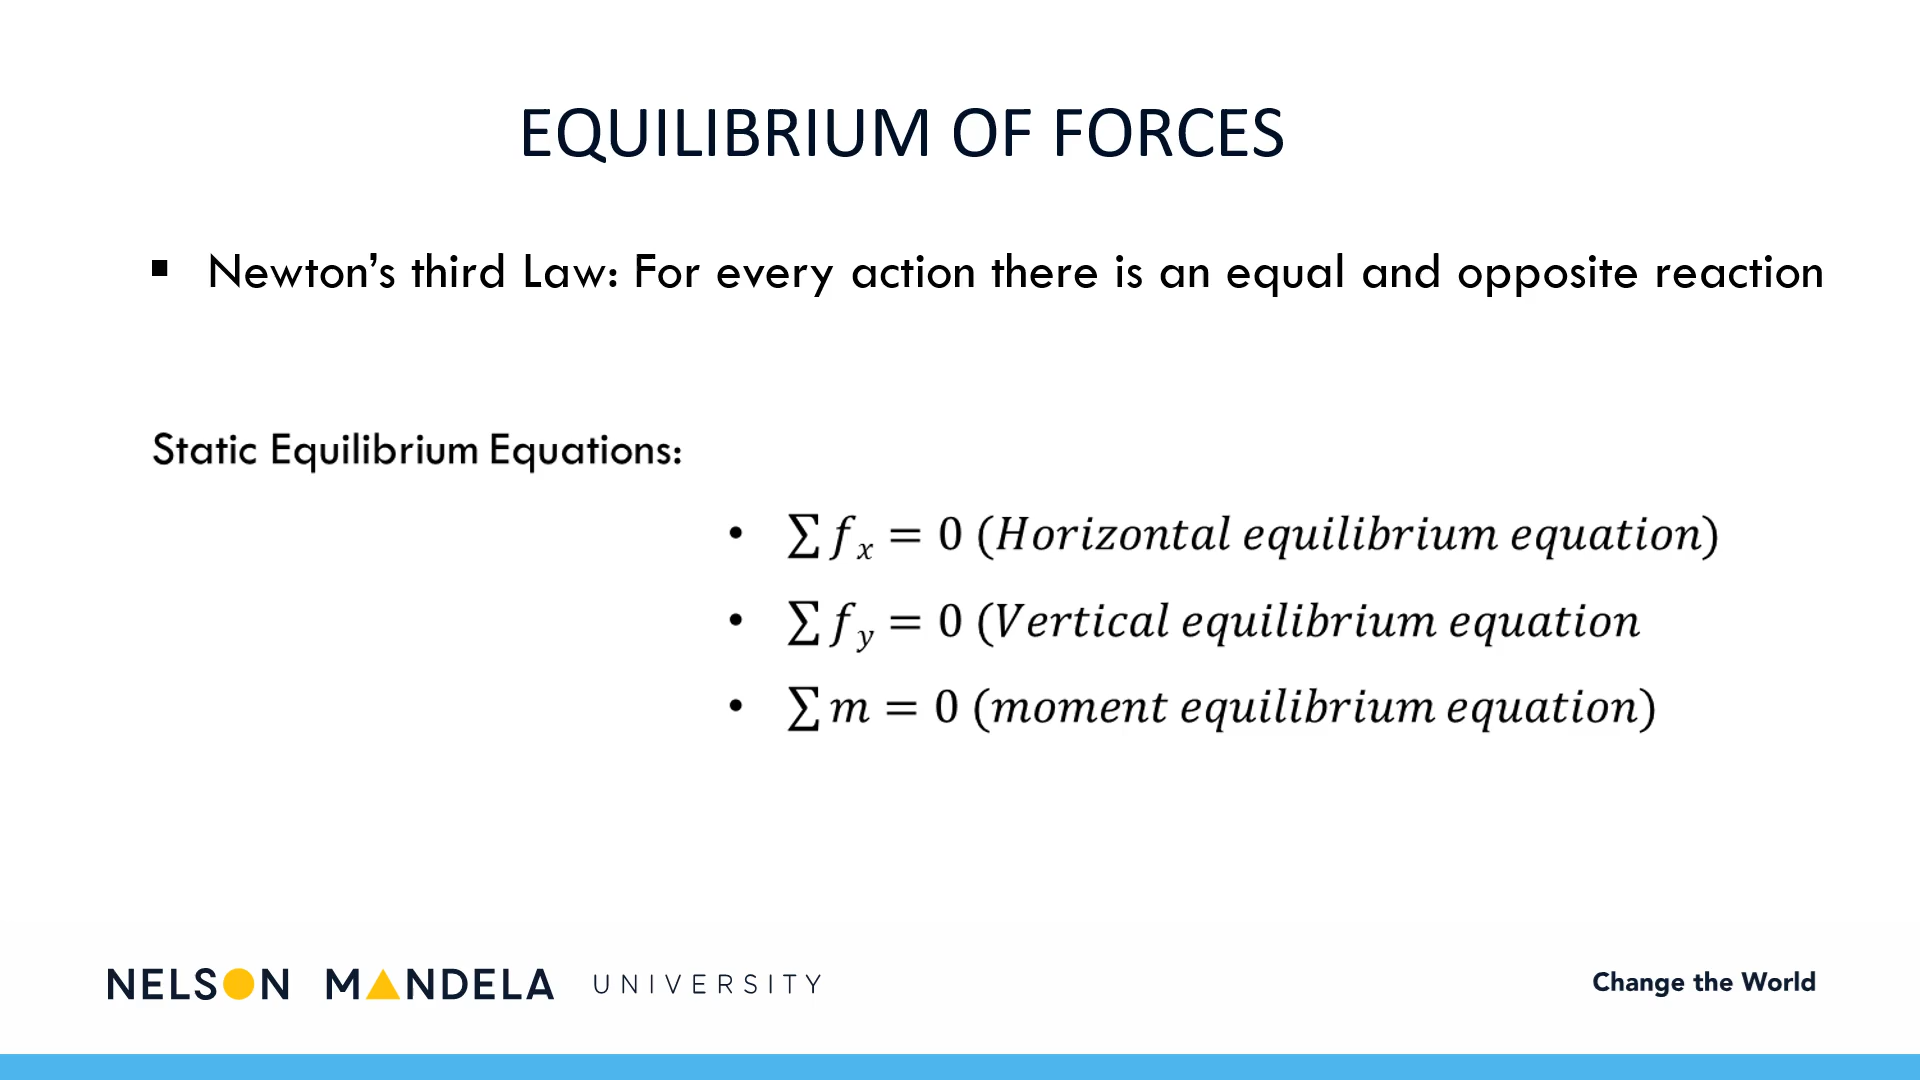 EQUILIBRIUM OF FORCES
▪ Newton's third Law: For every action there is an equal and opposite reaction
Static Equilibrium Equations:
• ∑ fₓ = 0 (Horizontal equilibrium equation)
• ∑ f_y = 0 (Vertical equilibrium equation
• ∑ m = 0 (moment equilibrium equation)
NELSON MANDELA UNIVERSITY
Change the World